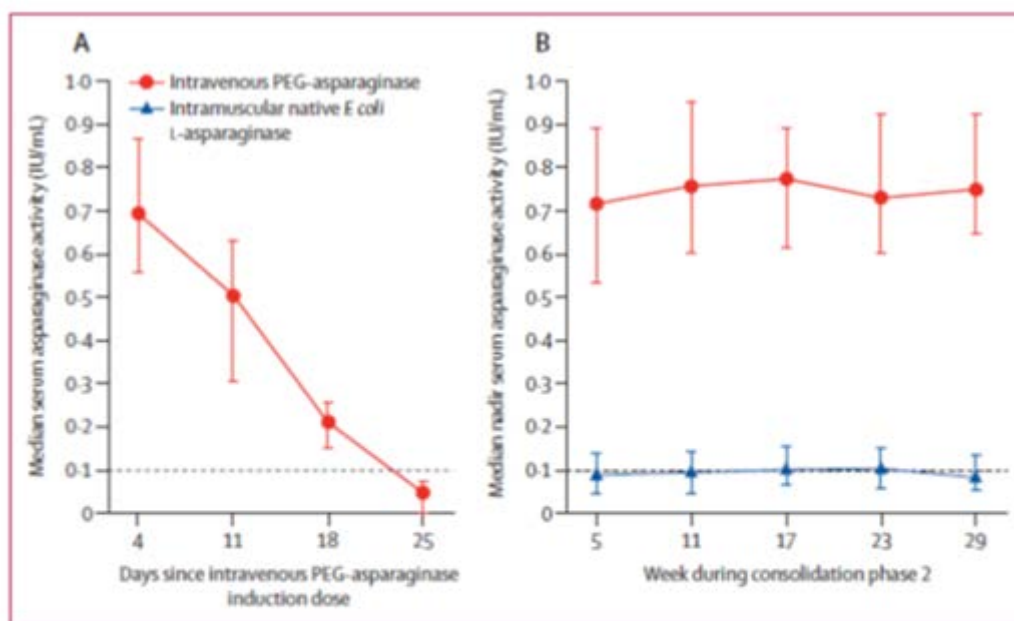 A
Intravenous PEG-asparaginase
Intramuscular native E coli
L-asparaginase
Median serum asparaginase activity (IU/mL)
1·0
0·9
0·8
0·7
0·6
0·5
0·4
0·3
0·2
0·1
0
4 11 18 25
Days since intravenous PEG-asparaginase
induction dose
B
Median nadir serum asparaginase activity (IU/mL)
1·0
0·9
0·8
0·7
0·6
0·5
0·4
0·3
0·2
0·1
0
5 11 17 23 29
Week during consolidation phase 2